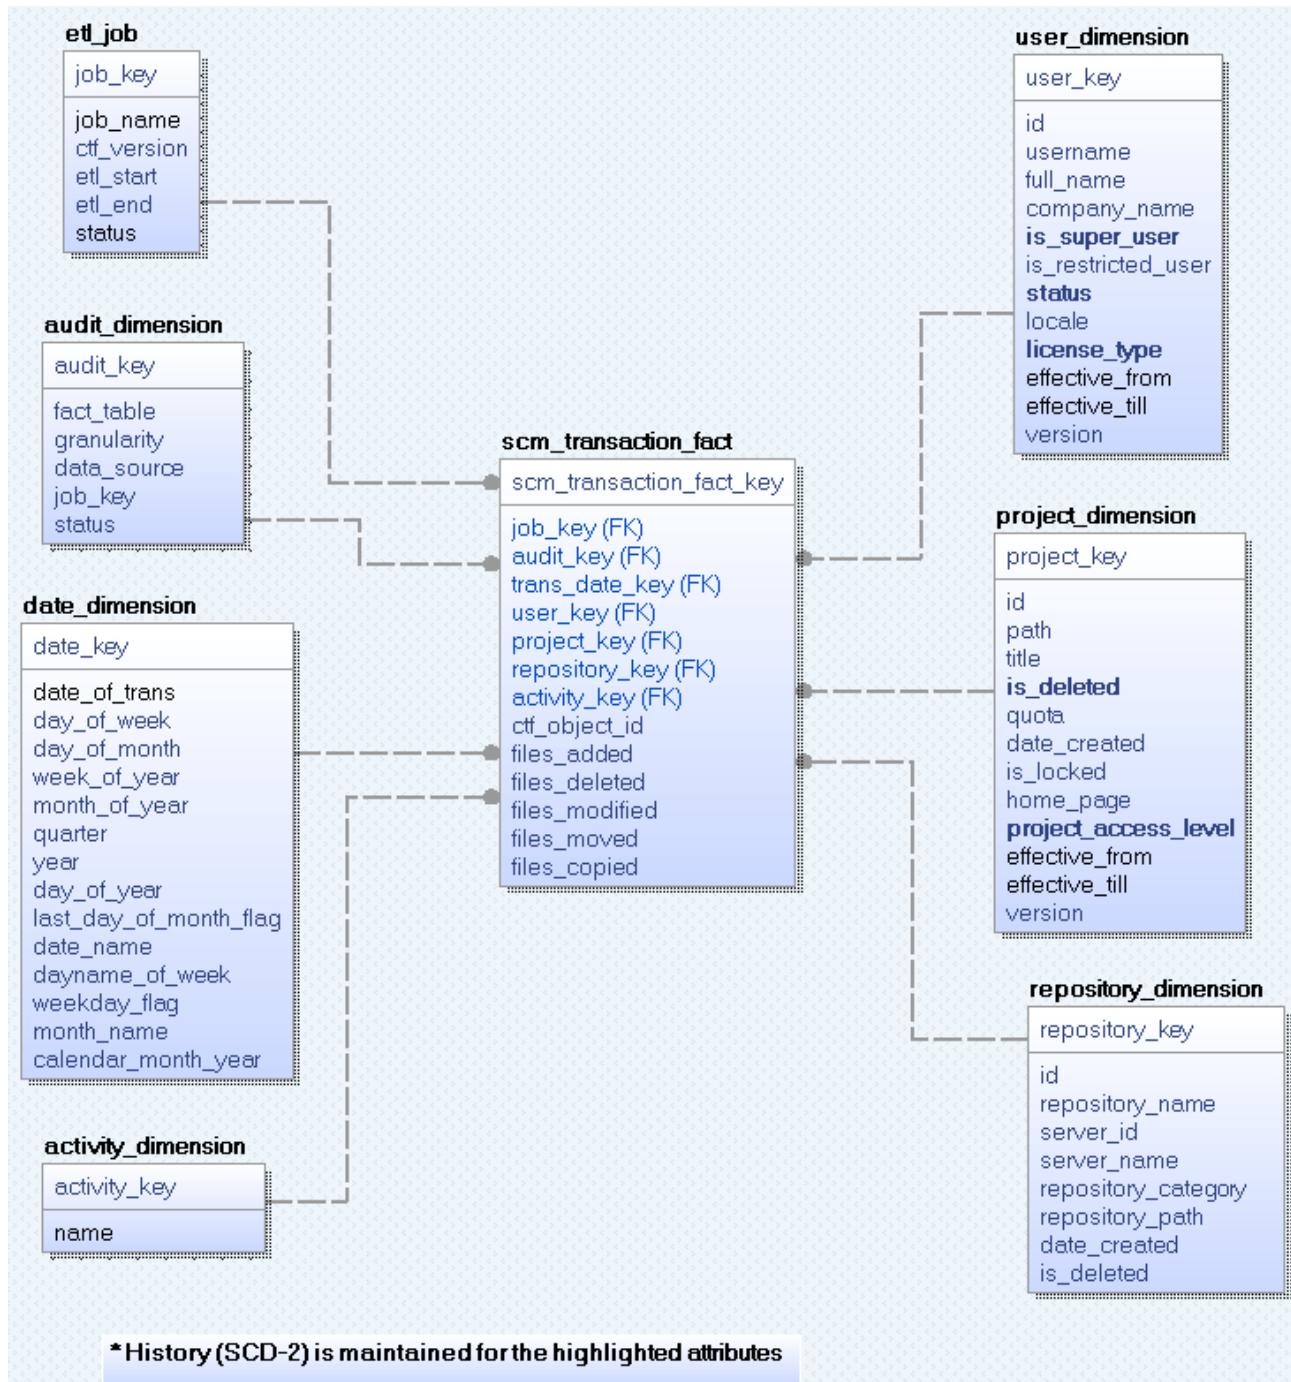 etl_job
job_key
job_name
ctf_version
etl_start
etl_end
status
audit_dimension
audit_key
fact_table
granularity
data_source
job_key
status
date_dimension
date_key
date_of_trans
day_of_week
day_of_month
week_of_year
month_of_year
quarter
year
day_of_year
last_day_of_month_flag
date_name
dayname_of_week
weekday_flag
month_name
calendar_month_year
activity_dimension
activity_key
name
scm_transaction_fact
scm_transaction_fact_key
job_key (FK)
audit_key (FK)
trans_date_key (FK)
user_key (FK)
project_key (FK)
repository_key (FK)
activity_key (FK)
ctf_object_id
files_added
files_deleted
files_modified
files_moved
files_copied
user_dimension
user_key
id
username
full_name
company_name
is_super_user
is_restricted_user
status
locale
license_type
effective_from
effective_till
version
project_dimension
project_key
id
path
title
is_deleted
quota
date_created
is_locked
home_page
project_access_level
effective_from
effective_till
version
repository_dimension
repository_key
id
repository_name
server_id
server_name
repository_category
repository_path
date_created
is_deleted
* History (SCD-2) is maintained for the highlighted attributes